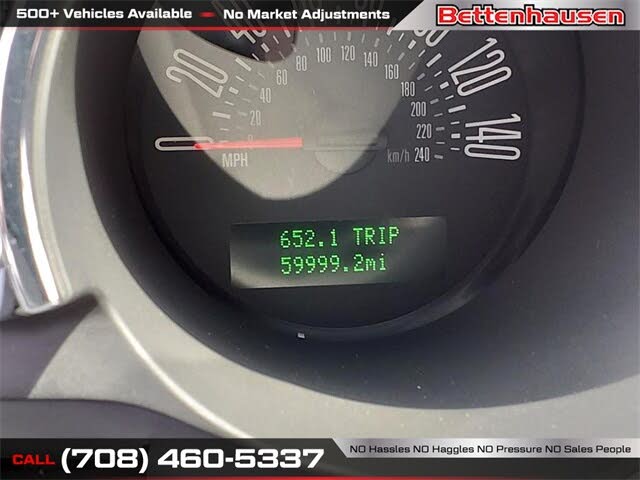 500+ Vehicles Available No Market Adjustments
Bettenhausen
20
120
140
20
40
60
80
100
120
140
160
180
200
220
240
MPH
km/h
652.1 TRIP
59999.2mi
CALL (708) 460-5337
NO Hassles NO Haggles NO Pressure NO Sales People